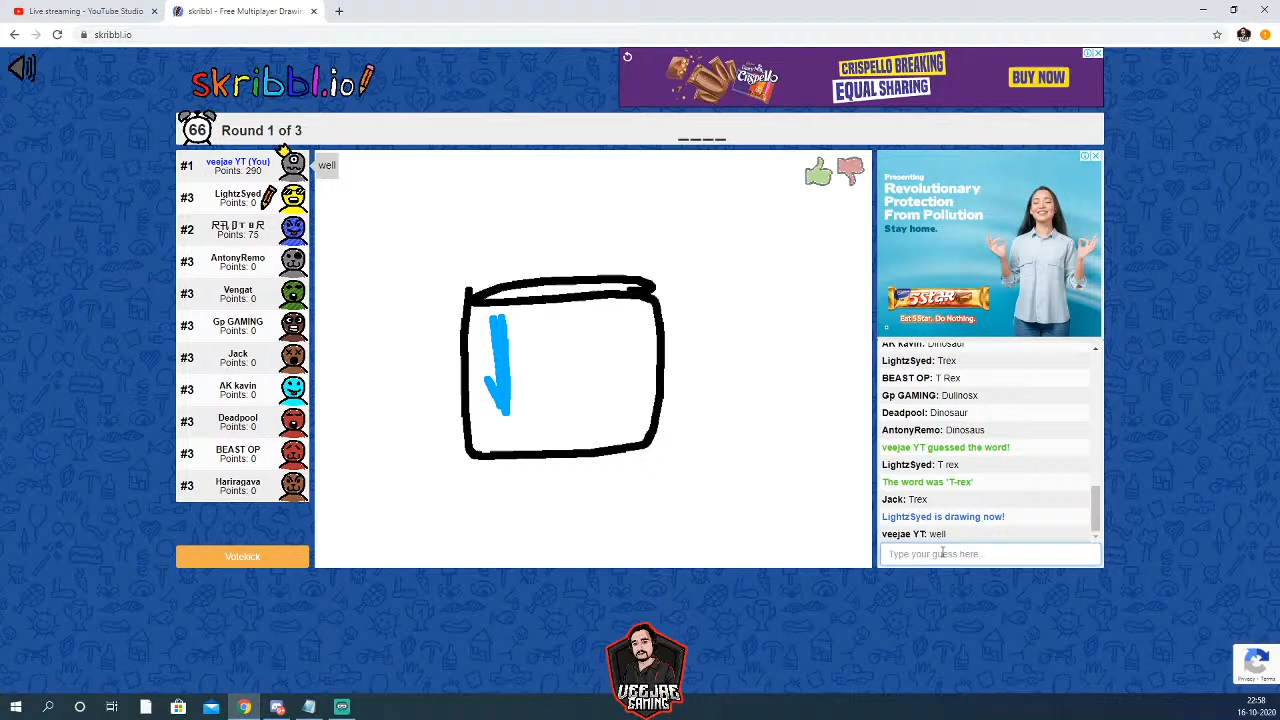 Live streaming - YouTube Studio
skribbl - Free Multiplayer Drawin
skribbl.io
skribbl.io
CRISPELLO BREAKING
EQUAL SHARING
BUY NOW
66
Round 1 of 3
_ _ _ _
#1
veejae YT (You)
Points: 290
well
#3
LightzSyed
Points: 0
#2
Points: 75
#3
AntonyRemo
Points: 0
#3
Vengat
Points: 0
#3
Gp GAMING
Points: 0
#3
Jack
Points: 0
#3
AK kavin
Points: 0
#3
Deadpool
Points: 0
#3
BEAST OP
Points: 0
#3
Hariragava
Points: 0
Votekick
Presenting
Revolutionary
Protection
From Pollution
Stay home.
5Star
Eat 5Star. Do Nothing.
AK kavin: Dinosaur
LightzSyed: Trex
BEAST OP: T Rex
Gp GAMING: Dulinosx
Deadpool: Dinosaur
AntonyRemo: Dinosaus
veejae YT guessed the word!
LightzSyed: T rex
The word was 'T-rex'
Jack: Trex
LightzSyed is drawing now!
veejae YT: well
Type your guess here...
VEEJAE
GAMING
Privacy - Terms
22:58
16-10-2020